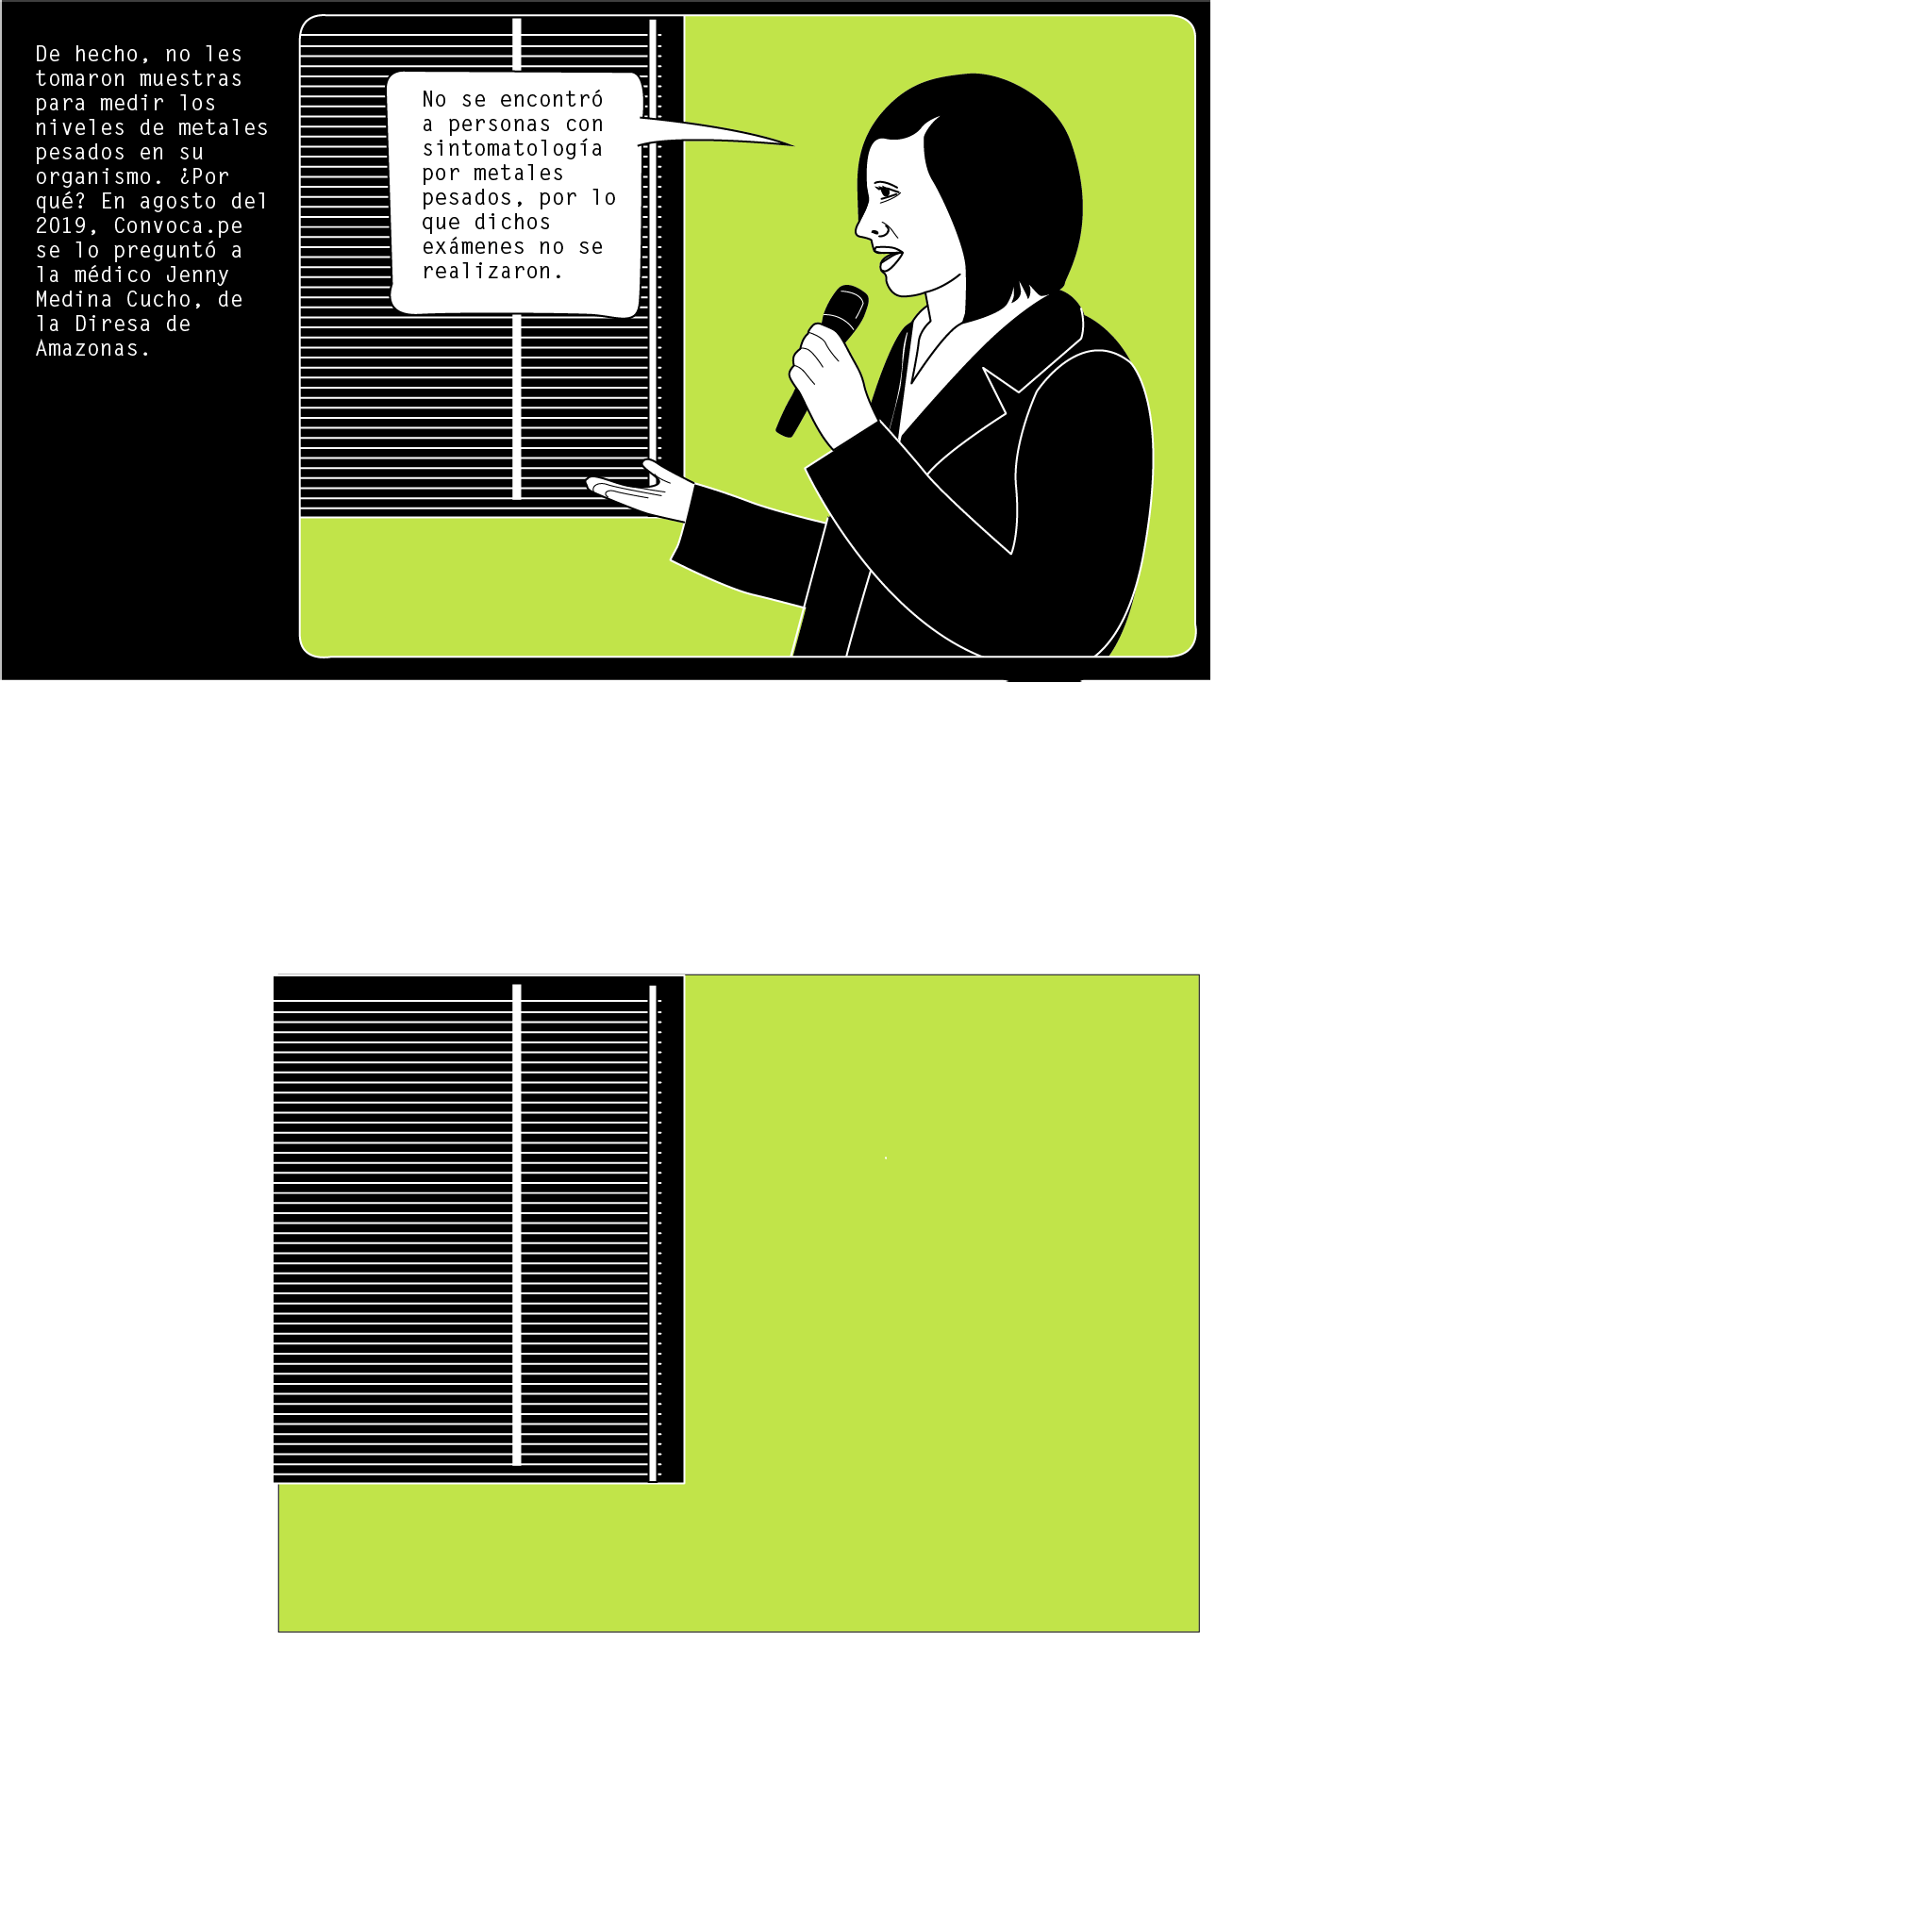 De hecho, no les
tomaron muestras
para medir los
niveles de metales
pesados en su
organismo. ¿Por
qué? En agosto del
2019, Convoca.pe
se lo preguntó a
la médico Jenny
Medina Cucho, de
la Diresa de
Amazonas.
No se encontró
a personas con
sintomatología
por metales
pesados, por lo
que dichos
exámenes no se
realizaron.